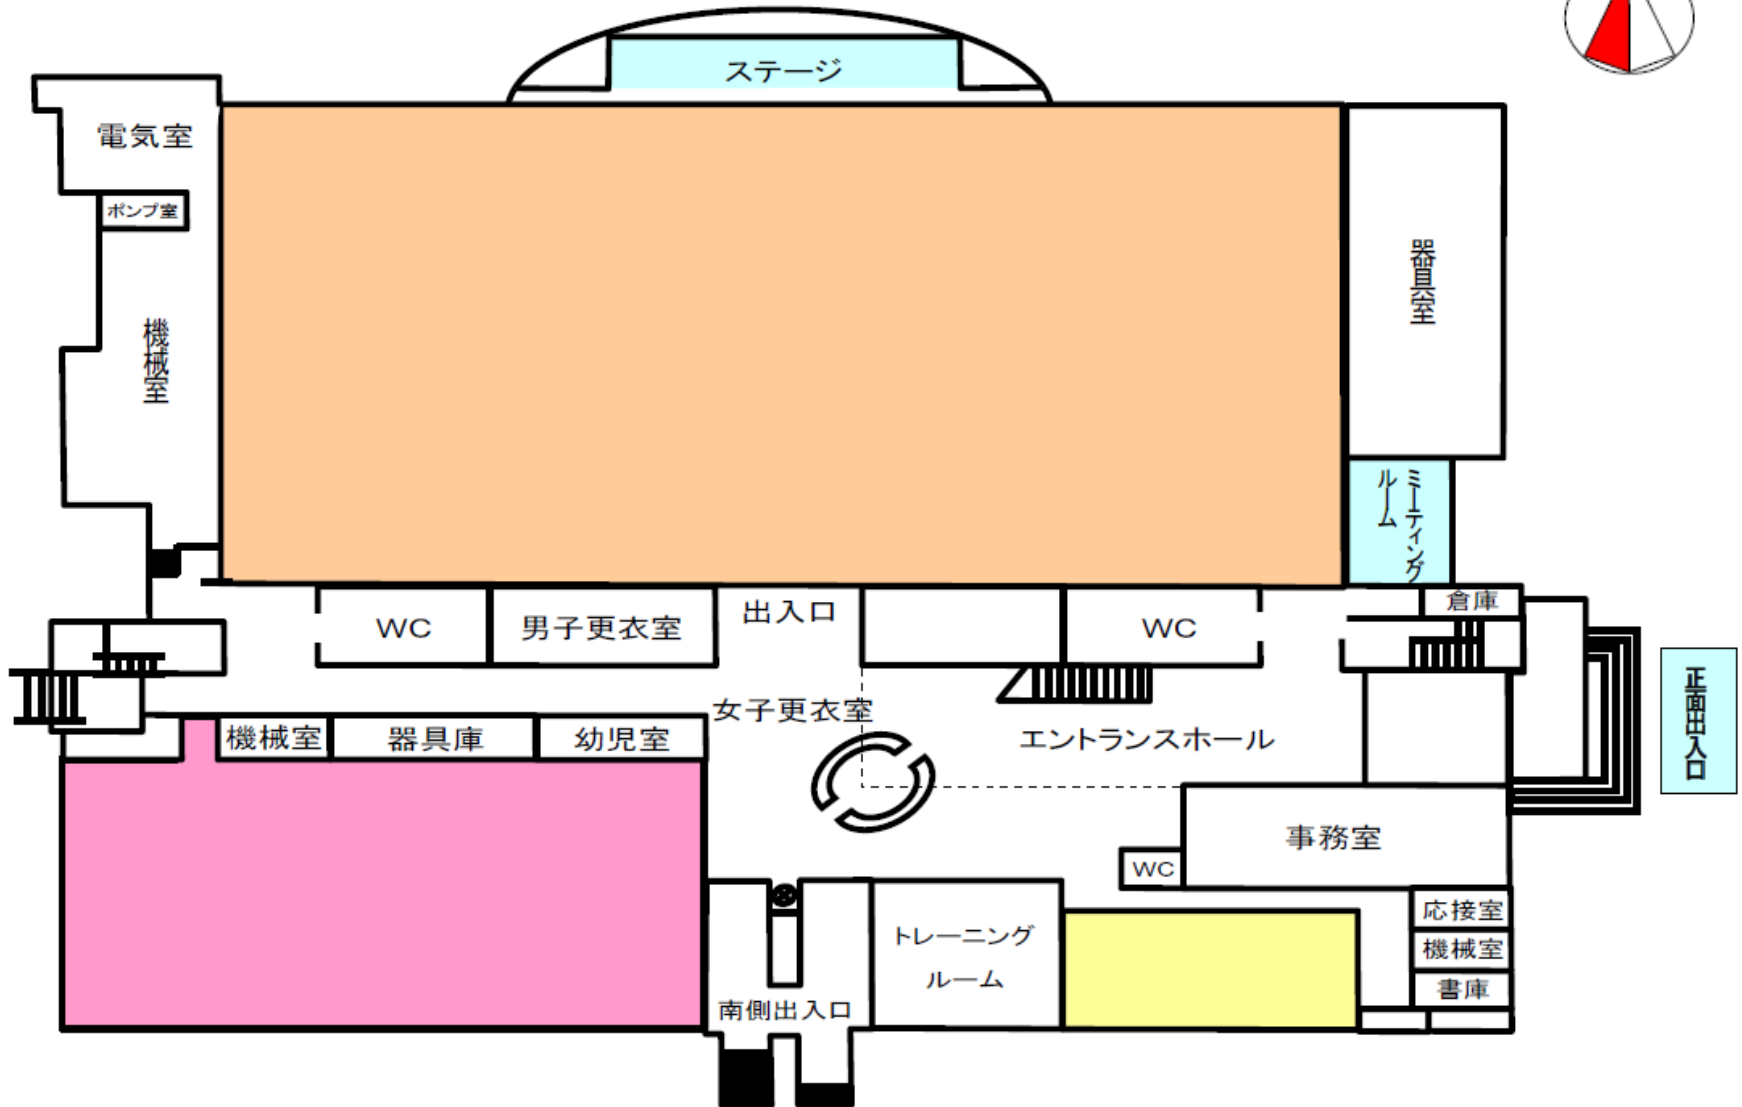 ステージ
電気室
ポンプ室
機械室
器具室
ミーティング
ルーム
WC
男子更衣室
出入口
WC
倉庫
女子更衣室
エントランスホール
正面出入口
機械室
器具庫
幼児室
事務室
WC
応接室
トレーニング
ルーム
機械室
書庫
南側出入口